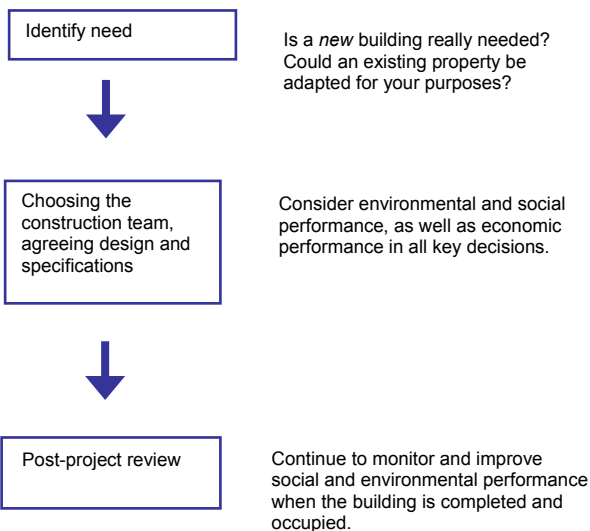 Identify need
Is a new building really needed?
Could an existing property be
adapted for your purposes?
Choosing the
construction team,
agreeing design and
specifications
Consider environmental and social
performance, as well as economic
performance in all key decisions.
Post-project review
Continue to monitor and improve
social and environmental performance
when the building is completed and
occupied.